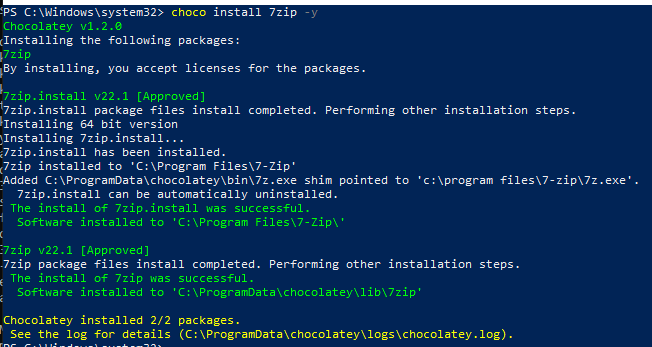 PS C:\Windows\system32> choco install 7zip -y
Chocolatey v1.2.0
Installing the following packages:
7zip
By installing, you accept licenses for the packages.
7zip.install v22.1 [Approved]
7zip.install package files install completed. Performing other installation steps.
Installing 64 bit version
Installing 7zip.install...
7zip.install has been installed.
7zip installed to 'C:\Program Files\7-Zip'
Added C:\ProgramData\chocolatey\bin\7z.exe shim pointed to 'c:\program files\7-zip\7z.exe'.
7zip.install can be automatically uninstalled.
The install of 7zip.install was successful.
Software installed to 'C:\Program Files\7-Zip\'
7zip v22.1 [Approved]
7zip package files install completed. Performing other installation steps.
The install of 7zip was successful.
Software installed to 'C:\ProgramData\chocolatey\lib\7zip'
Chocolatey installed 2/2 packages.
See the log for details (C:\ProgramData\chocolatey\logs\chocolatey.log).
PS C:\Windows\system32>